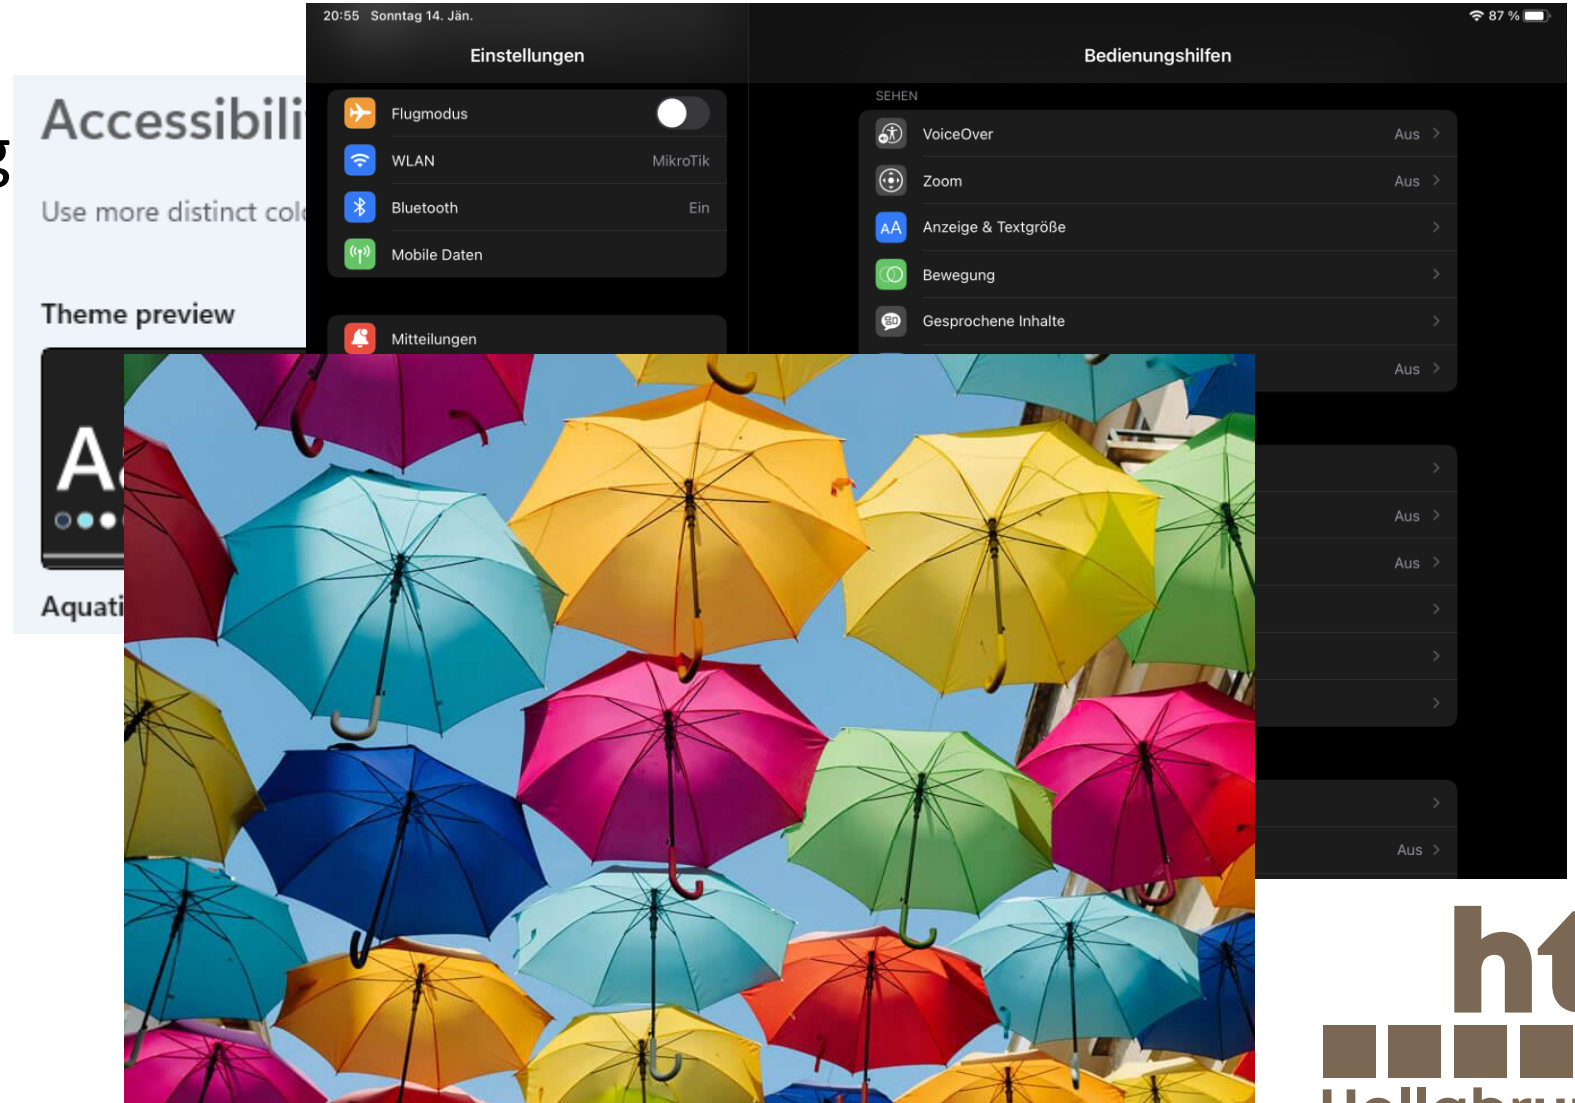 20:55 Sonntag 14. Jän.
87 %
Einstellungen
Bedienungshilfen
Flugmodus
WLAN
MikroTik
Bluetooth
Ein
Mobile Daten
Mitteilungen
SEHEN
VoiceOver
Aus
Zoom
Aus
Anzeige & Textgröße
Bewegung
Gesprochene Inhalte
Aus
Aus
Aus
Aus
g
Accessibili
Use more distinct colo
Theme preview
A
Aquati
ht